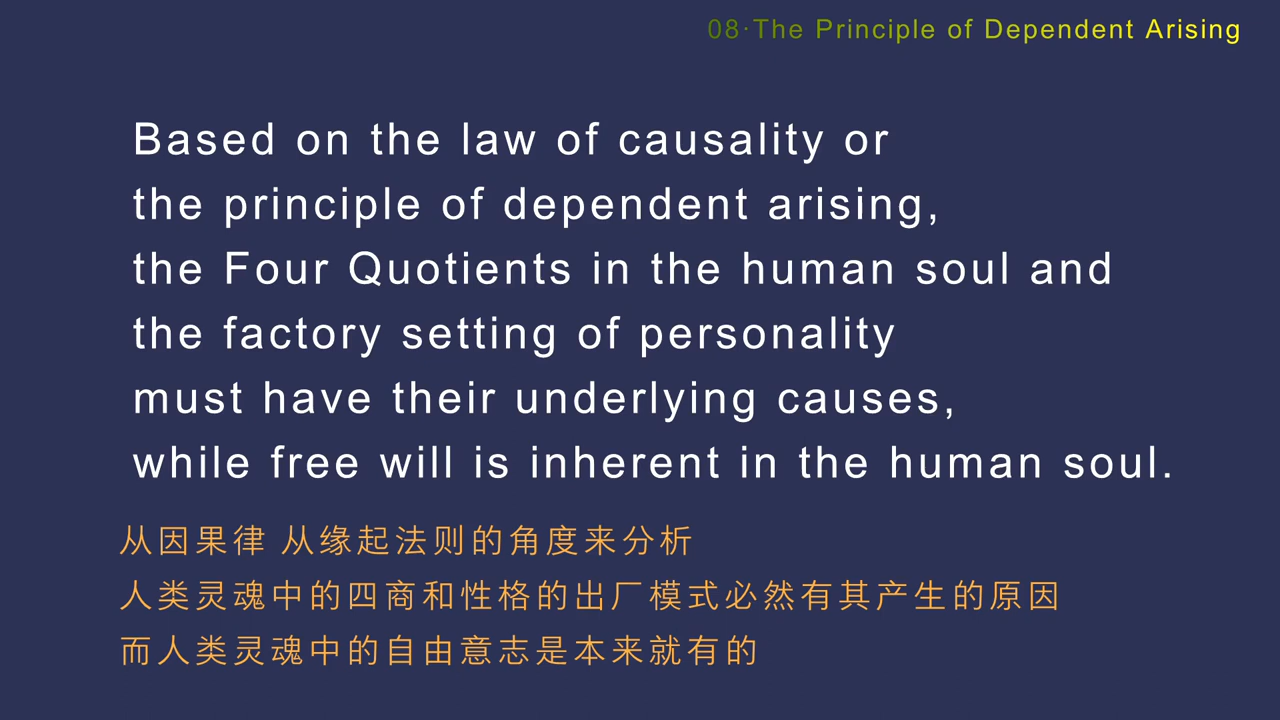 08·The Principle of Dependent Arising
Based on the law of causality or
the principle of dependent arising,
the Four Quotients in the human soul and
the factory setting of personality
must have their underlying causes,
while free will is inherent in the human soul.
从因果律 从缘起法则的角度来分析
人类灵魂中的四商和性格的出厂模式必然有其产生的原因
而人类灵魂中的自由意志是本来就有的